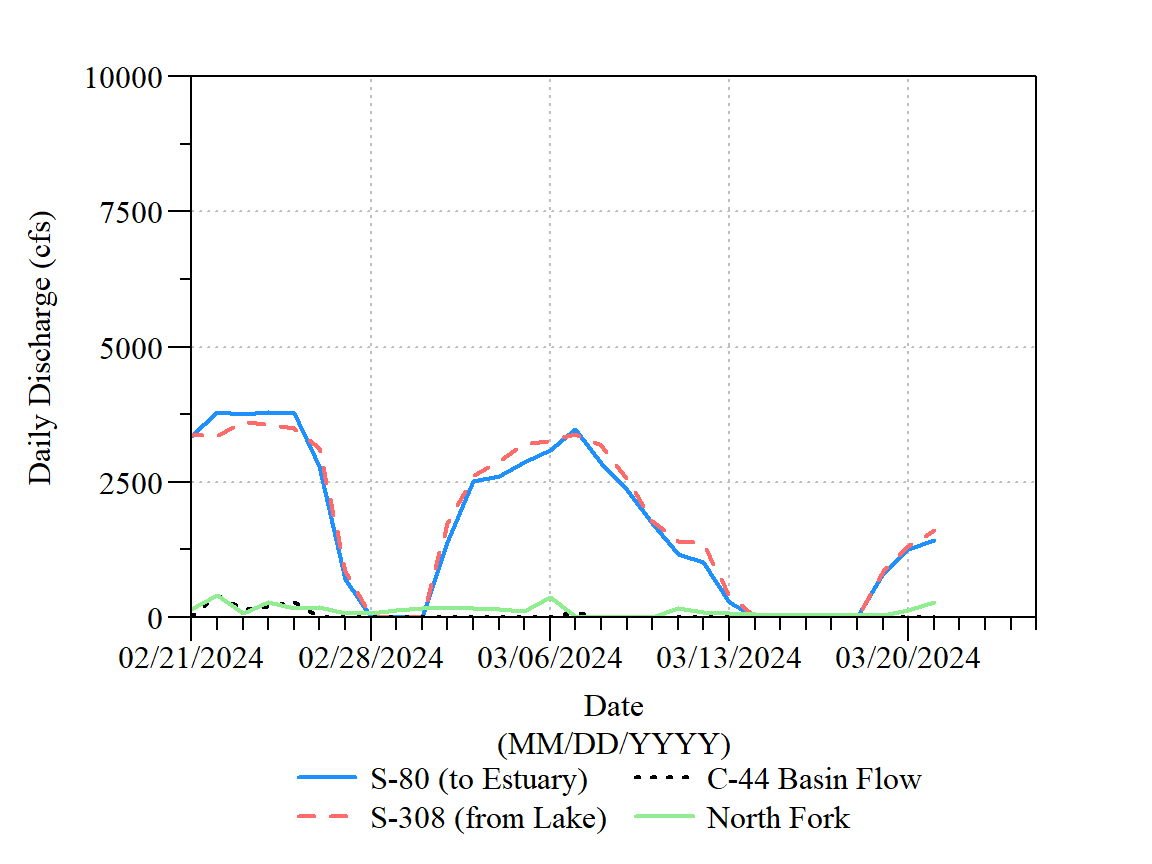 10000
7500
5000
2500
0
Daily Discharge (cfs)
02/21/2024 02/28/2024 03/06/2024 03/13/2024 03/20/2024
Date
(MM/DD/YYYY)
S-80 (to Estuary) C-44 Basin Flow
S-308 (from Lake) North Fork